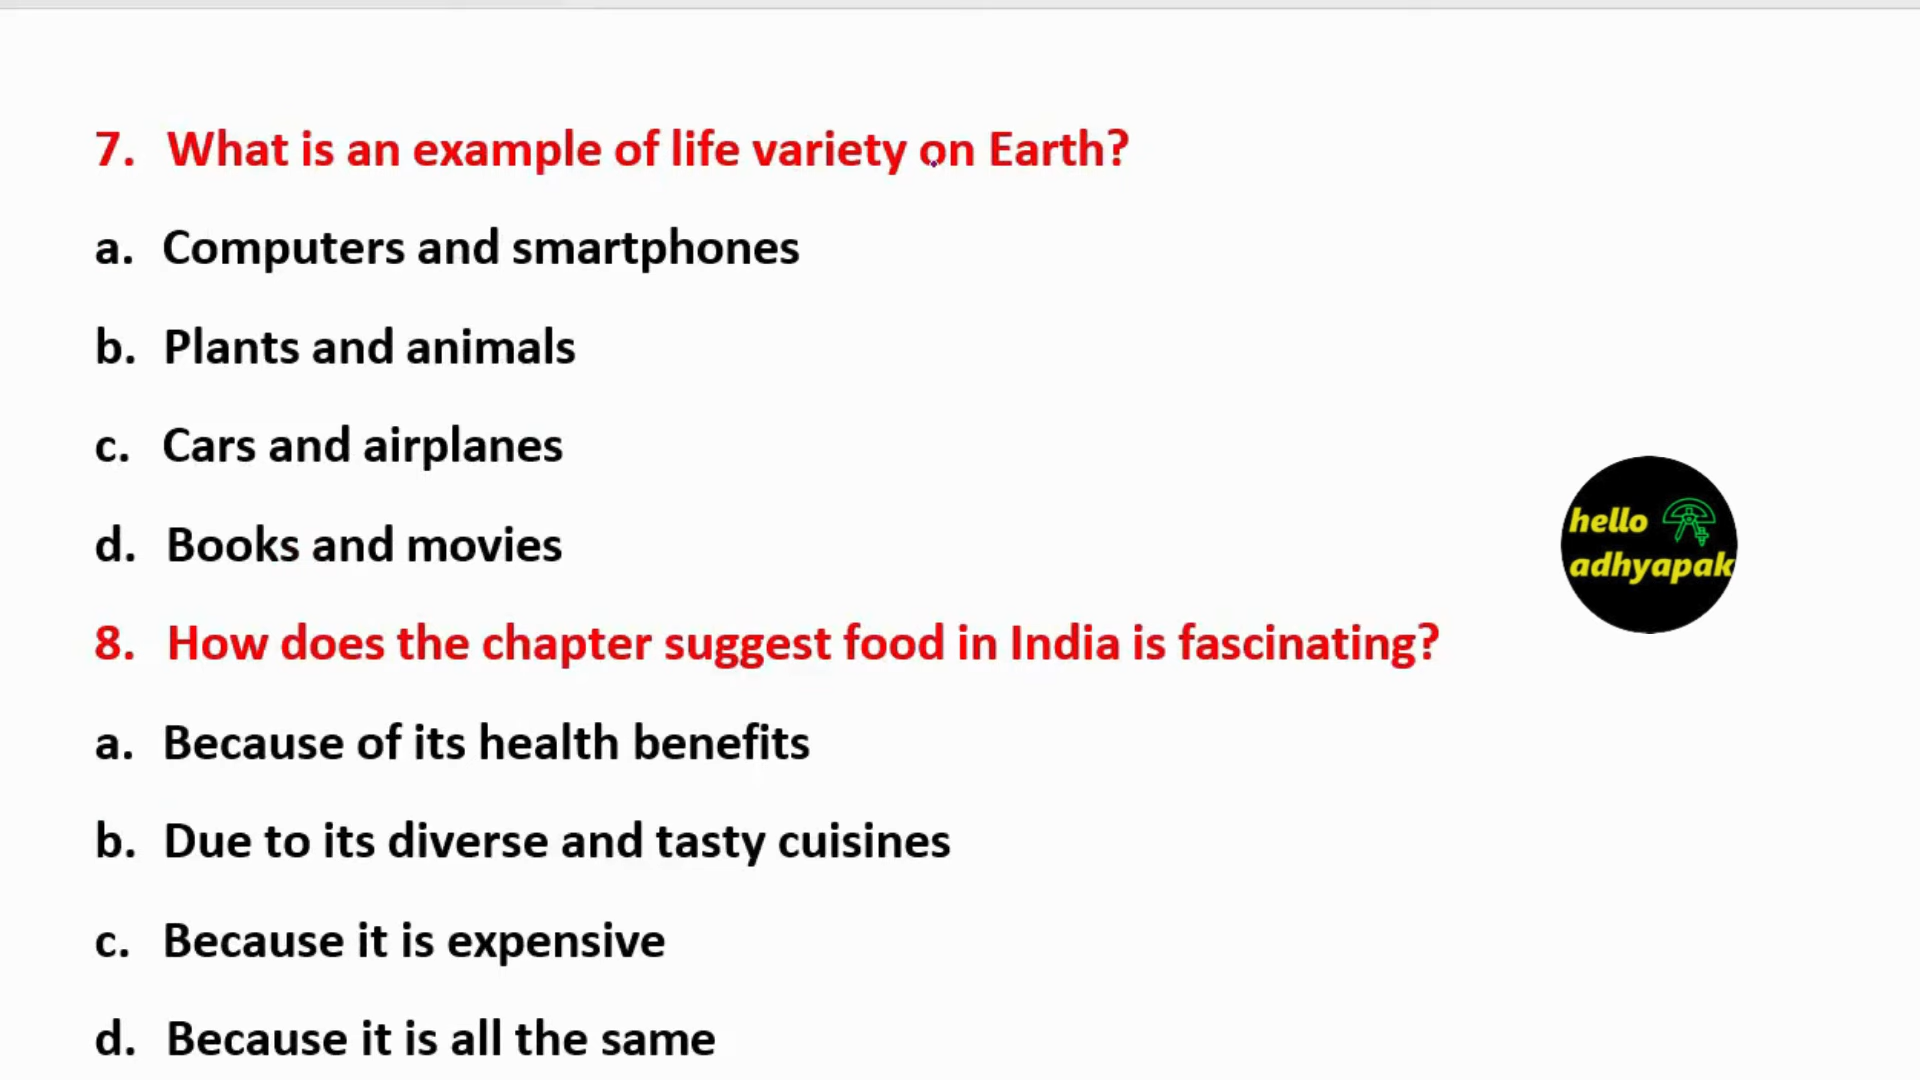 7. What is an example of life variety on Earth?
a. Computers and smartphones
b. Plants and animals
c. Cars and airplanes
hello
adhyapak
d. Books and movies
8. How does the chapter suggest food in India is fascinating?
a. Because of its health benefits
b. Due to its diverse and tasty cuisines
c. Because it is expensive
d. Because it is all the same